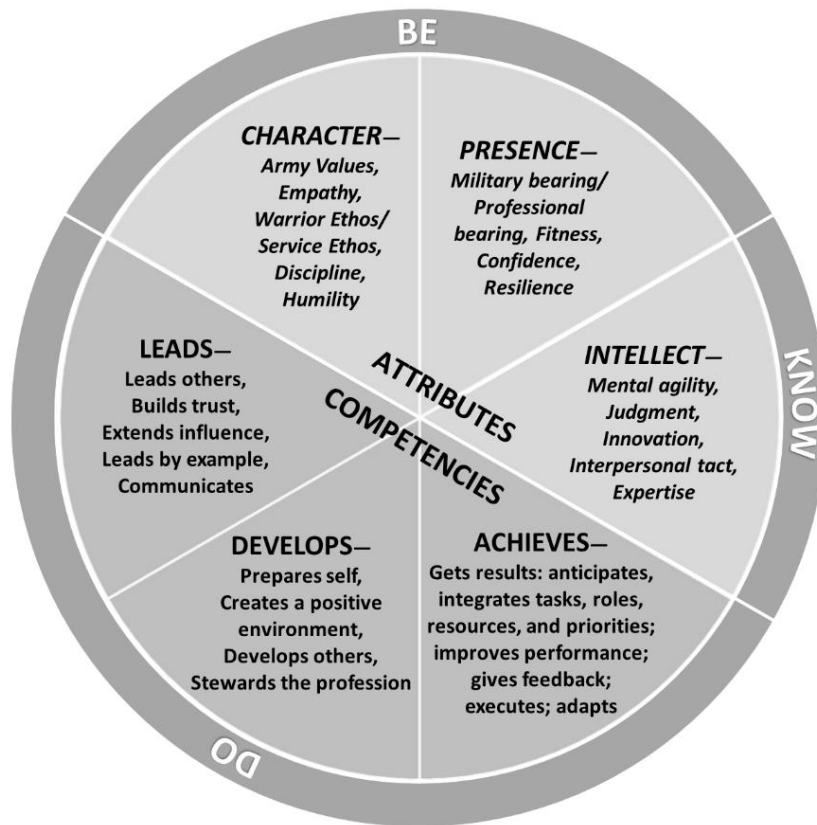 BE
CHARACTER—
Army Values,
Empathy,
Warrior Ethos/
Service Ethos,
Discipline,
Humility
PRESENCE—
Military bearing/
Professional
bearing, Fitness,
Confidence,
Resilience
KNOW
INTELLECT—
Mental agility,
Judgment,
Innovation,
Interpersonal tact,
Expertise
ATTRIBUTES
COMPETENCIES
LEADS—
Leads others,
Builds trust,
Extends influence,
Leads by example,
Communicates
DEVELOPS—
Prepares self,
Creates a positive
environment,
Develops others,
Stewards the profession
ACHIEVES—
Gets results: anticipates,
integrates tasks, roles,
resources, and priorities;
improves performance;
gives feedback;
executes; adapts
DO